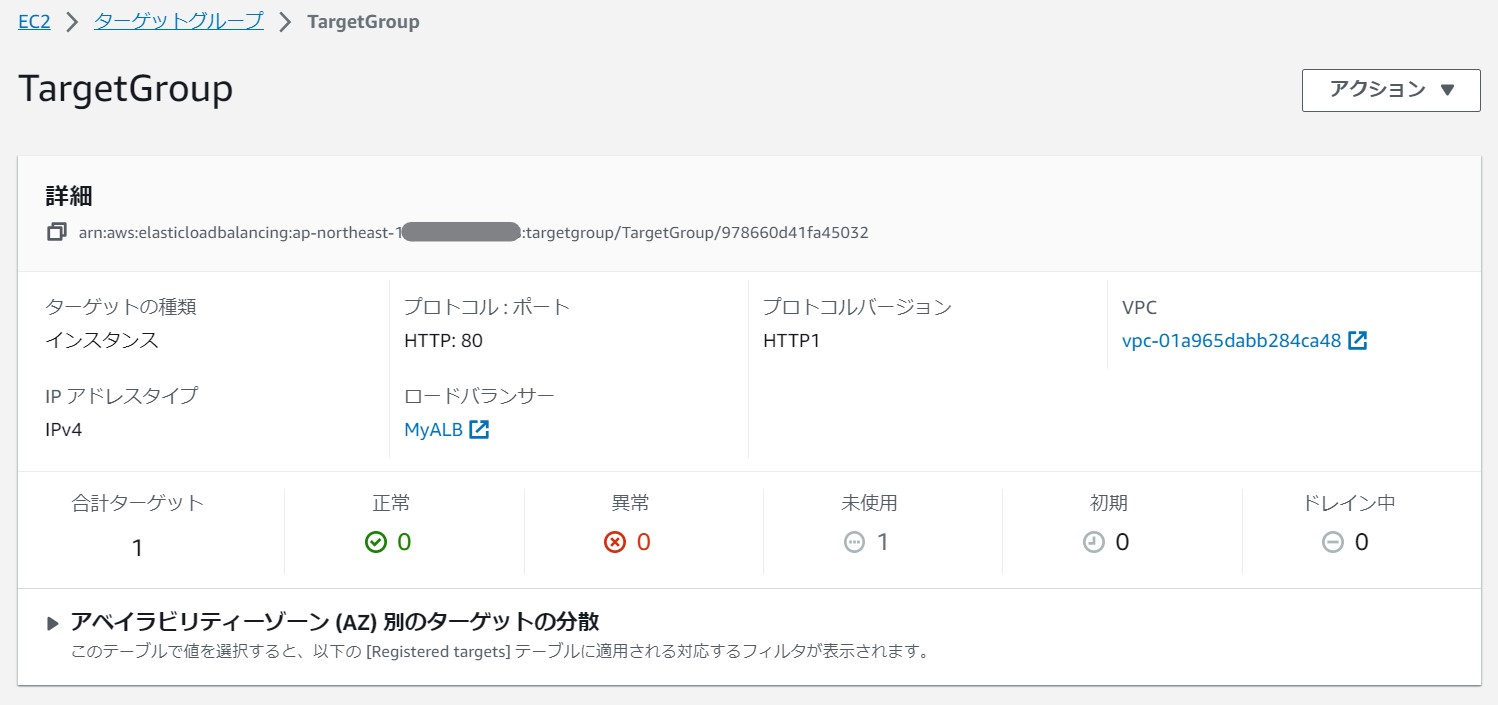 EC2 > ターゲットグループ > TargetGroup
TargetGroup
アクション ▼
詳細
arn:aws:elasticloadbalancing:ap-northeast-1 :targetgroup/TargetGroup/978660d41fa45032
ターゲットの種類 プロトコル : ポート プロトコルバージョン VPC
インスタンス HTTP: 80 HTTP1 vpc-01a965dabb284ca48
IP アドレスタイプ ロードバランサー
IPv4 MyALB
合計ターゲット 正常 異常 未使用 初期 ドレイン中
1 0 0 1 0 0
アベイラビリティーゾーン (AZ) 別のターゲットの分散
このテーブルで値を選択すると、以下の [Registered targets] テーブルに適用される対応するフィルタが表示されます。